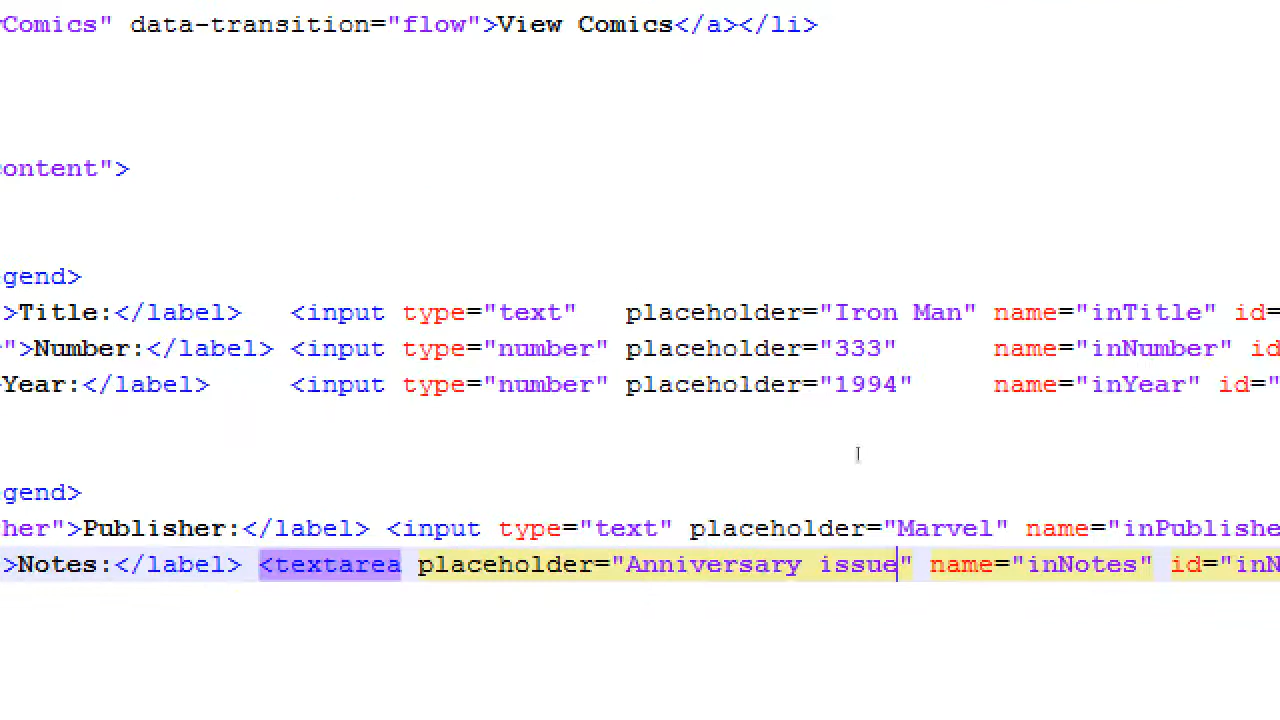 Comics" data-transition="flow">View Comics</a></li>
ontent">
gend>
>Title:</label> <input type="text" placeholder="Iron Man" name="inTitle" id=
">Number:</label> <input type="number" placeholder="333" name="inNumber" id
Year:</label> <input type="number" placeholder="1994" name="inYear" id="
gend>
her">Publisher:</label> <input type="text" placeholder="Marvel" name="inPublishe
>Notes:</label> <textarea placeholder="Anniversary issue" name="inNotes" id="inN